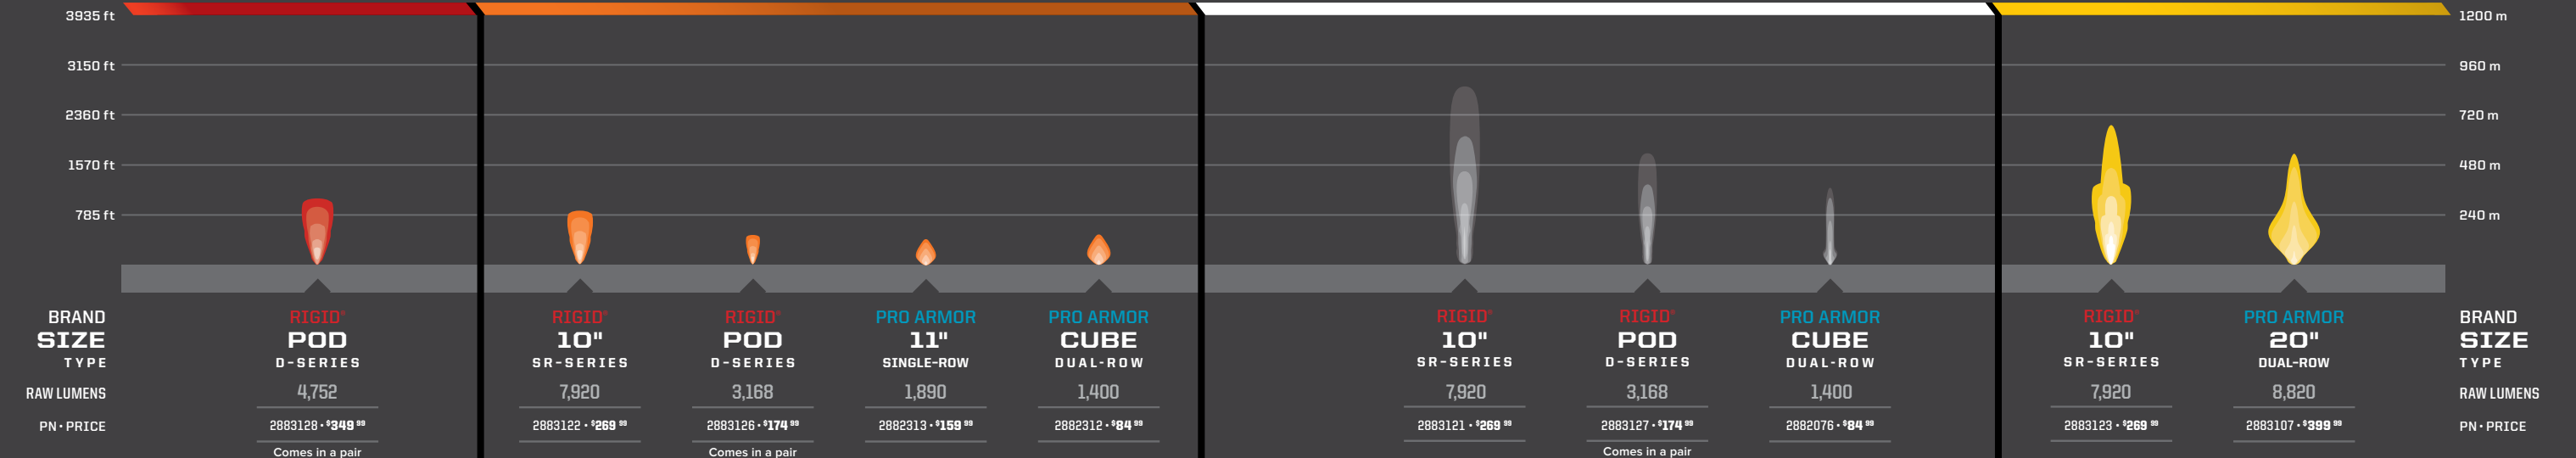 3935 ft 1200 m
3150 ft 960 m
2360 ft 720 m
1570 ft 480 m
785 ft 240 m
BRAND RIGID® RIGID® RIGID® PRO ARMOR PRO ARMOR RIGID® RIGID® PRO ARMOR RIGID® PRO ARMOR BRAND
SIZE POD 10" POD 11" CUBE 10" POD CUBE 10" 20" SIZE
TYPE D-SERIES SR-SERIES D-SERIES SINGLE-ROW DUAL-ROW SR-SERIES D-SERIES DUAL-ROW SR-SERIES DUAL-ROW TYPE
RAW LUMENS 4,752 7,920 3,168 1,890 1,400 7,920 3,168 1,400 7,920 8,820 RAW LUMENS
PN • PRICE 2883128 • $349 99 2883122 • $269 99 2883126 • $174 99 2882313 • $159 99 2882312 • $84 99 2883121 • $269 99 2883127 • $174 99 2882076 • $84 99 2883123 • $269 99 2883107 • $399 99 PN • PRICE
Comes in a pair Comes in a pair Comes in a pair